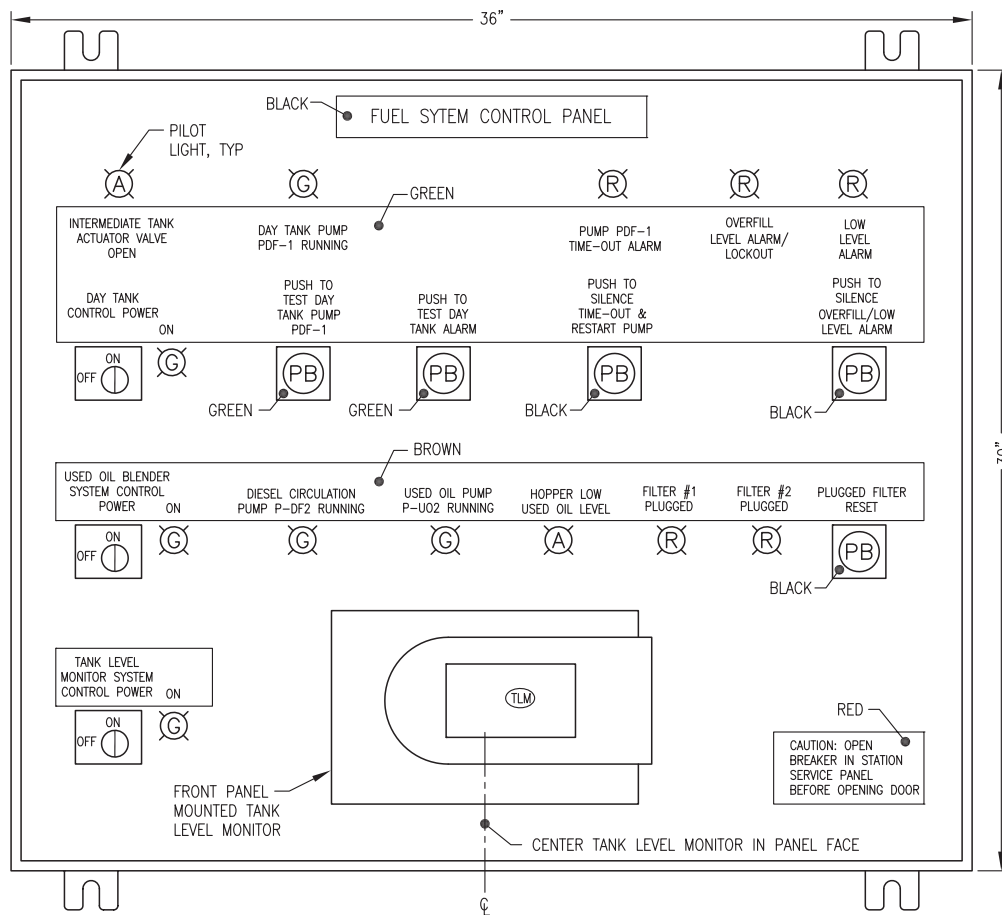 36"
BLACK
FUEL SYTEM CONTROL PANEL
PILOT
LIGHT, TYP
A
G
R
R
R
GREEN
INTERMEDIATE TANK
ACTUATOR VALVE
OPEN
DAY TANK PUMP
PDF-1 RUNNING
PUMP PDF-1
TIME-OUT ALARM
OVERFILL
LEVEL ALARM/
LOCKOUT
LOW
LEVEL
ALARM
DAY TANK
CONTROL POWER
ON
PUSH TO
TEST DAY
TANK PUMP
PDF-1
PUSH TO
TEST DAY
TANK ALARM
PUSH TO
SILENCE
TIME-OUT &
RESTART PUMP
PUSH TO
SILENCE
OVERFILL/LOW
LEVEL ALARM
ON
OFF
G
PB
PB
PB
PB
GREEN
GREEN
BLACK
BLACK
BROWN
USED OIL BLENDER
SYSTEM CONTROL
POWER
ON
DIESEL CIRCULATION
PUMP P-DF2 RUNNING
USED OIL PUMP
P-UO2 RUNNING
HOPPER LOW
USED OIL LEVEL
FILTER #1
PLUGGED
FILTER #2
PLUGGED
PLUGGED FILTER
RESET
ON
OFF
G
G
G
A
R
R
PB
BLACK
TANK LEVEL
MONITOR SYSTEM
CONTROL POWER
ON
ON
OFF
G
TLM
RED
CAUTION: OPEN
BREAKER IN STATION
SERVICE PANEL
BEFORE OPENING DOOR
FRONT PANEL
MOUNTED TANK
LEVEL MONITOR
CENTER TANK LEVEL MONITOR IN PANEL FACE